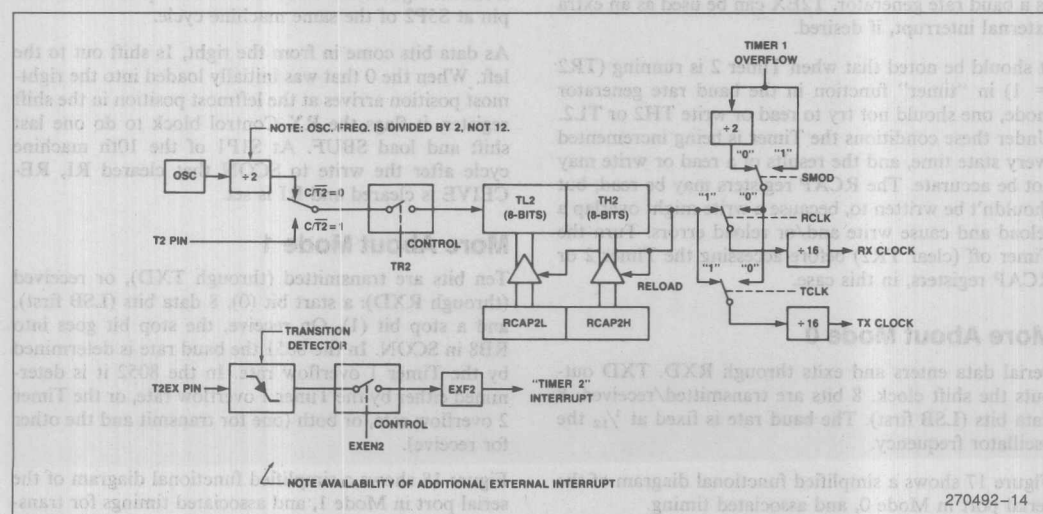 s a baud rate generator, T2EX can be used as an extra
ternal interrupt, if desired.
t should be noted that when Timer 2 is running (TR2
= 1) in "timer" function in the baud rate generator
mode, one should not try to read or write TH2 or TL2.
Under these conditions the Timer is being incremented
very state time, and the results of a read or write may
not be accurate. The RCAP registers may be read, but
shouldn't be written to, because a write might overlap a
eload and cause write and/or reload errors. Turn the
Timer off (clear TR2) before accessing the Timer 2 or
RCAP registers, in this case.
More About Mode 0
erial data enters and exits through RXD. TXD out-
uts the shift clock. 8 bits are transmitted/received:
data bits (LSB first). The baud rate is fixed at 1/12 the
scillator frequency.
Figure 17 shows a simplified functional diagram of the
erial port in Mode 0, and associated timing.
pin at S1P2 of the same machine cycle.
As data bits come in from the right, 1s shift out to the
left. When the 0 that was initially loaded into the right-
most position arrives at the leftmost position in the shift
Control block to do one last
shift and load SBUF. At S1P1 of the 10th machine
cycle after the write to SCON that cleared RI, RE-
CEIVE is cleared and RI is set.
More About Mode 1
Ten bits are transmitted (through TXD), or received
(through RXD): a start bit (0), 8 data bits (LSB first),
and a stop bit (1). On receive, the stop bit goes into
RB8 in SCON. In the 8051 the baud rate is determined
by the Timer 1 overflow rate. In the 8052 it is deter-
mined either by the Timer 1 overflow rate, or the Timer
2 overflow rate, or both (one for transmit and the other
for receive).
shows a simplified functional diagram of the
serial port in Mode 1, and associated timings for trans-
TIMER 1
OVERFLOW
÷2
"0"
"1"
SMOD
NOTE: OSC. FREQ. IS DIVIDED BY 2, NOT 12.
OSC
÷2
C/T2 = 0
C/T2 = 1
T2 PIN
CONTROL
TR2
TL2
(8-BITS)
TH2
(8-BITS)
"1"
"0"
RCLK
÷16
RX CLOCK
RELOAD
"1"
"0"
TCLK
RCAP2L
RCAP2H
÷16
TX CLOCK
TRANSITION
DETECTOR
T2EX PIN
EXF2
"TIMER 2"
INTERRUPT
CONTROL
EXEN2
NOTE AVAILABILITY OF ADDITIONAL EXTERNAL INTERRUPT
270492-14